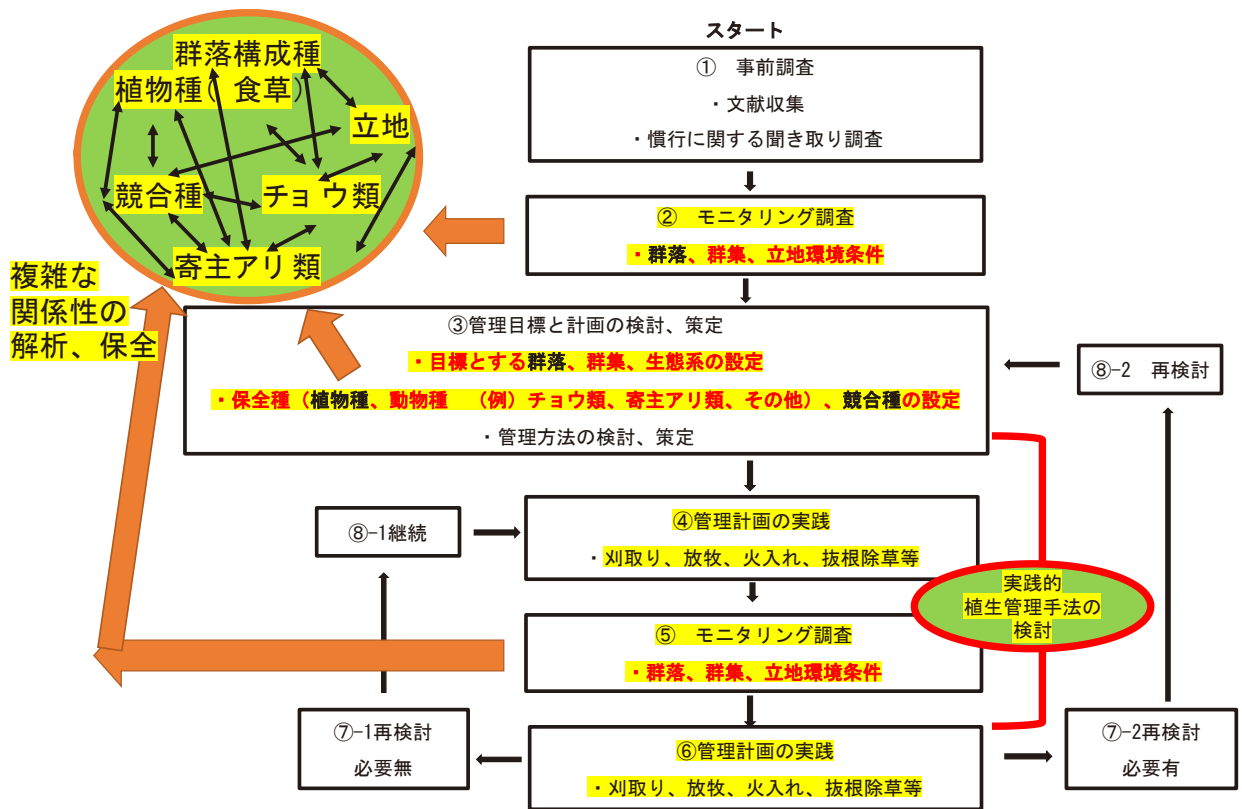 スタート
① 事前調査
・文献収集
・慣行に関する聞き取り調査
群落構成種
植物種（ 食草）
立地
競合種
チョウ類
寄主アリ類
複雑な
関係性の
解析、保全
② モニタリング調査
・群落、群集、立地環境条件
③管理目標と計画の検討、策定
・目標とする群落、群集、生態系の設定
・保全種（植物種、動物種 （例）チョウ類、寄主アリ類、その他）、競合種の設定
・管理方法の検討、策定
⑧-2 再検討
⑧-1継続
④管理計画の実践
・刈取り、放牧、火入れ、抜根除草等
実践的
植生管理手法の
検討
⑤ モニタリング調査
・群落、群集、立地環境条件
⑦-1再検討
必要無
⑥管理計画の実践
・刈取り、放牧、火入れ、抜根除草等
⑦-2再検討
必要有